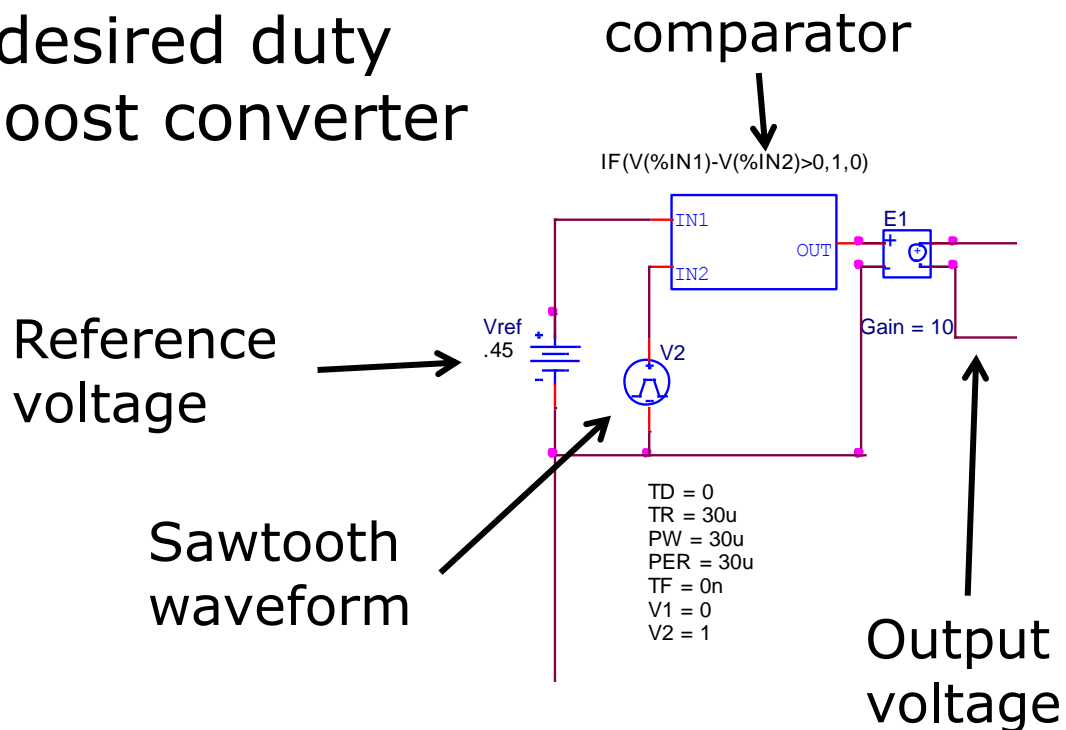 desired duty
oost converter
comparator
IF(V(%IN1)-V(%IN2)>0,1,0)
IN1
OUT
IN2
E1
+
-
+
Gain = 10
Reference
voltage
Vref
.45
+
-
V2
+
-
Sawtooth
waveform
TD = 0
TR = 30u
PW = 30u
PER = 30u
TF = 0n
V1 = 0
V2 = 1
Output
voltage